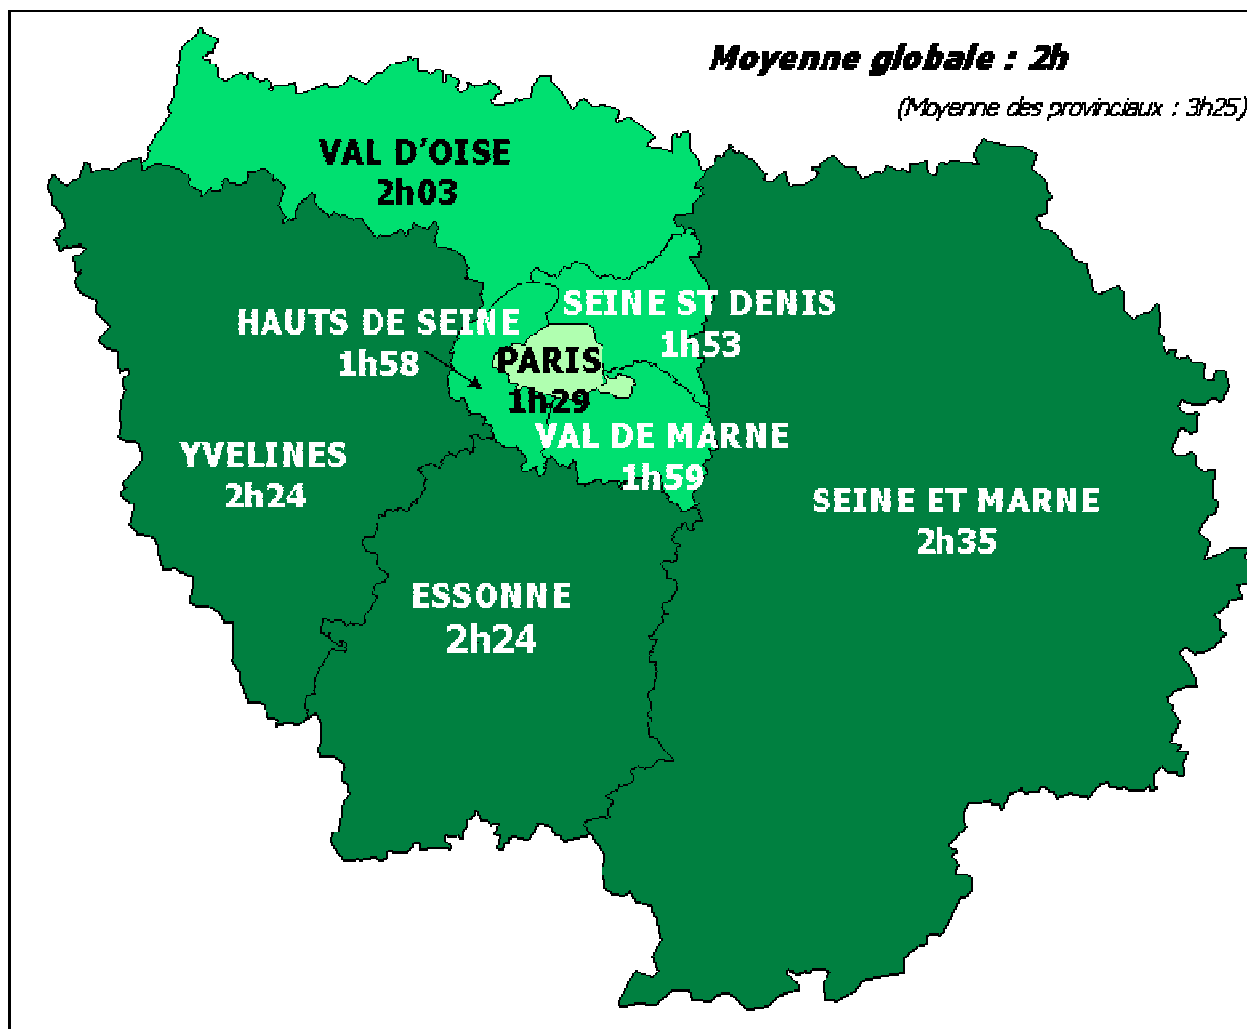 Moyenne globale : 2h
(Moyenne des provinciaux : 3h25)
VAL D'OISE
2h03
SEINE ST DENIS
1h53
HAUTS DE SEINE
1h58
PARIS
1h29
VAL DE MARNE
1h59
YVELINES
2h24
SEINE ET MARNE
2h35
ESSONNE
2h24